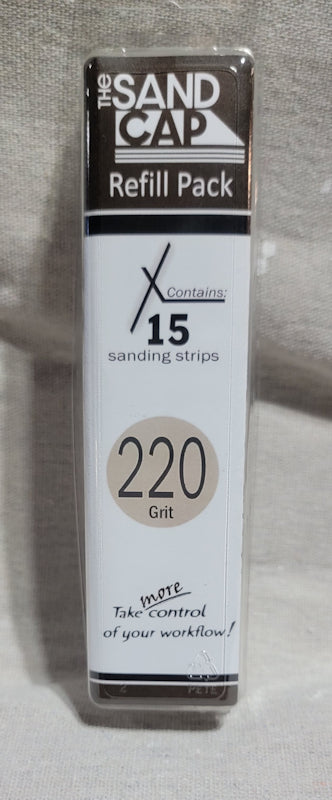 THE SAND
CAP
Refill Pack
Contains:
15
sanding strips
220
Grit
more
Take control
of your workflow!
PETE